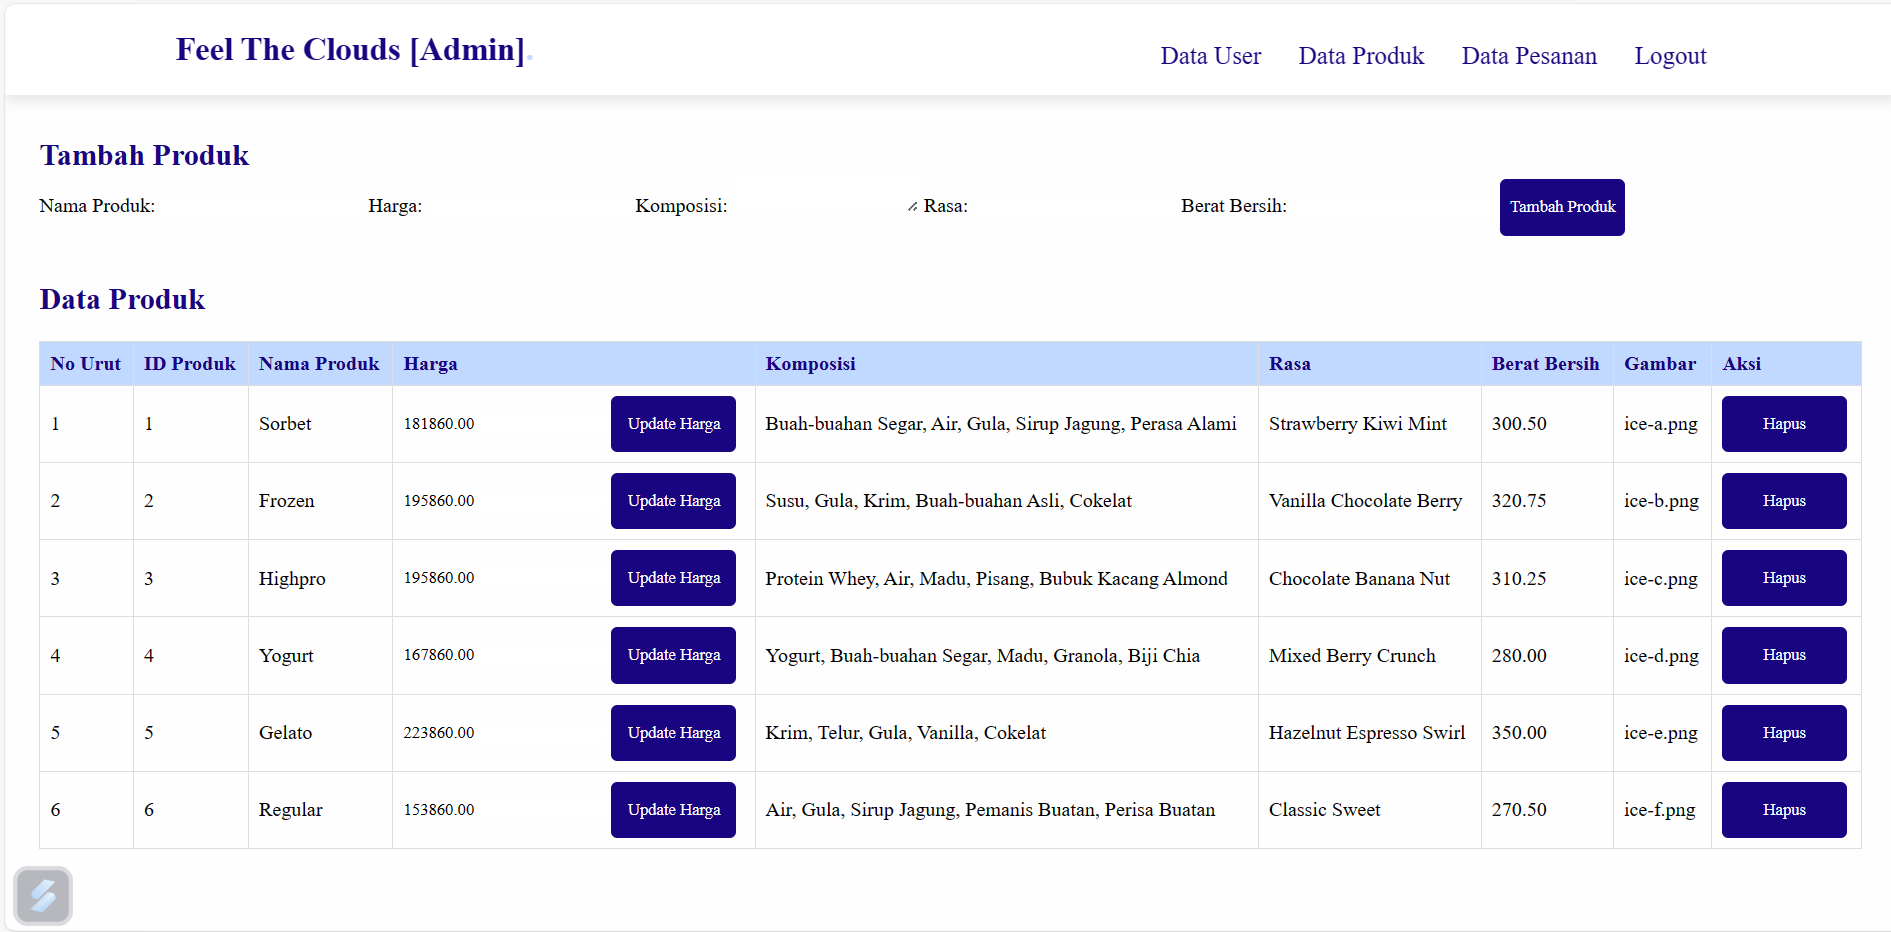 Feel The Clouds [Admin].
Data User Data Produk Data Pesanan Logout
Tambah Produk
Nama Produk: Harga: Komposisi: Rasa: Berat Bersih: Tambah Produk
Data Produk
No Urut ID Produk Nama Produk Harga Komposisi Rasa Berat Bersih Gambar Aksi
1 1 Sorbet 181860.00 Update Harga Buah-buahan Segar, Air, Gula, Sirup Jagung, Perasa Alami Strawberry Kiwi Mint 300.50 ice-a.png Hapus
2 2 Frozen 195860.00 Update Harga Susu, Gula, Krim, Buah-buahan Asli, Cokelat Vanilla Chocolate Berry 320.75 ice-b.png Hapus
3 3 Highpro 195860.00 Update Harga Protein Whey, Air, Madu, Pisang, Bubuk Kacang Almond Chocolate Banana Nut 310.25 ice-c.png Hapus
4 4 Yogurt 167860.00 Update Harga Yogurt, Buah-buahan Segar, Madu, Granola, Biji Chia Mixed Berry Crunch 280.00 ice-d.png Hapus
5 5 Gelato 223860.00 Update Harga Krim, Telur, Gula, Vanilla, Cokelat Hazelnut Espresso Swirl 350.00 ice-e.png Hapus
6 6 Regular 153860.00 Update Harga Air, Gula, Sirup Jagung, Pemanis Buatan, Perisa Buatan Classic Sweet 270.50 ice-f.png Hapus